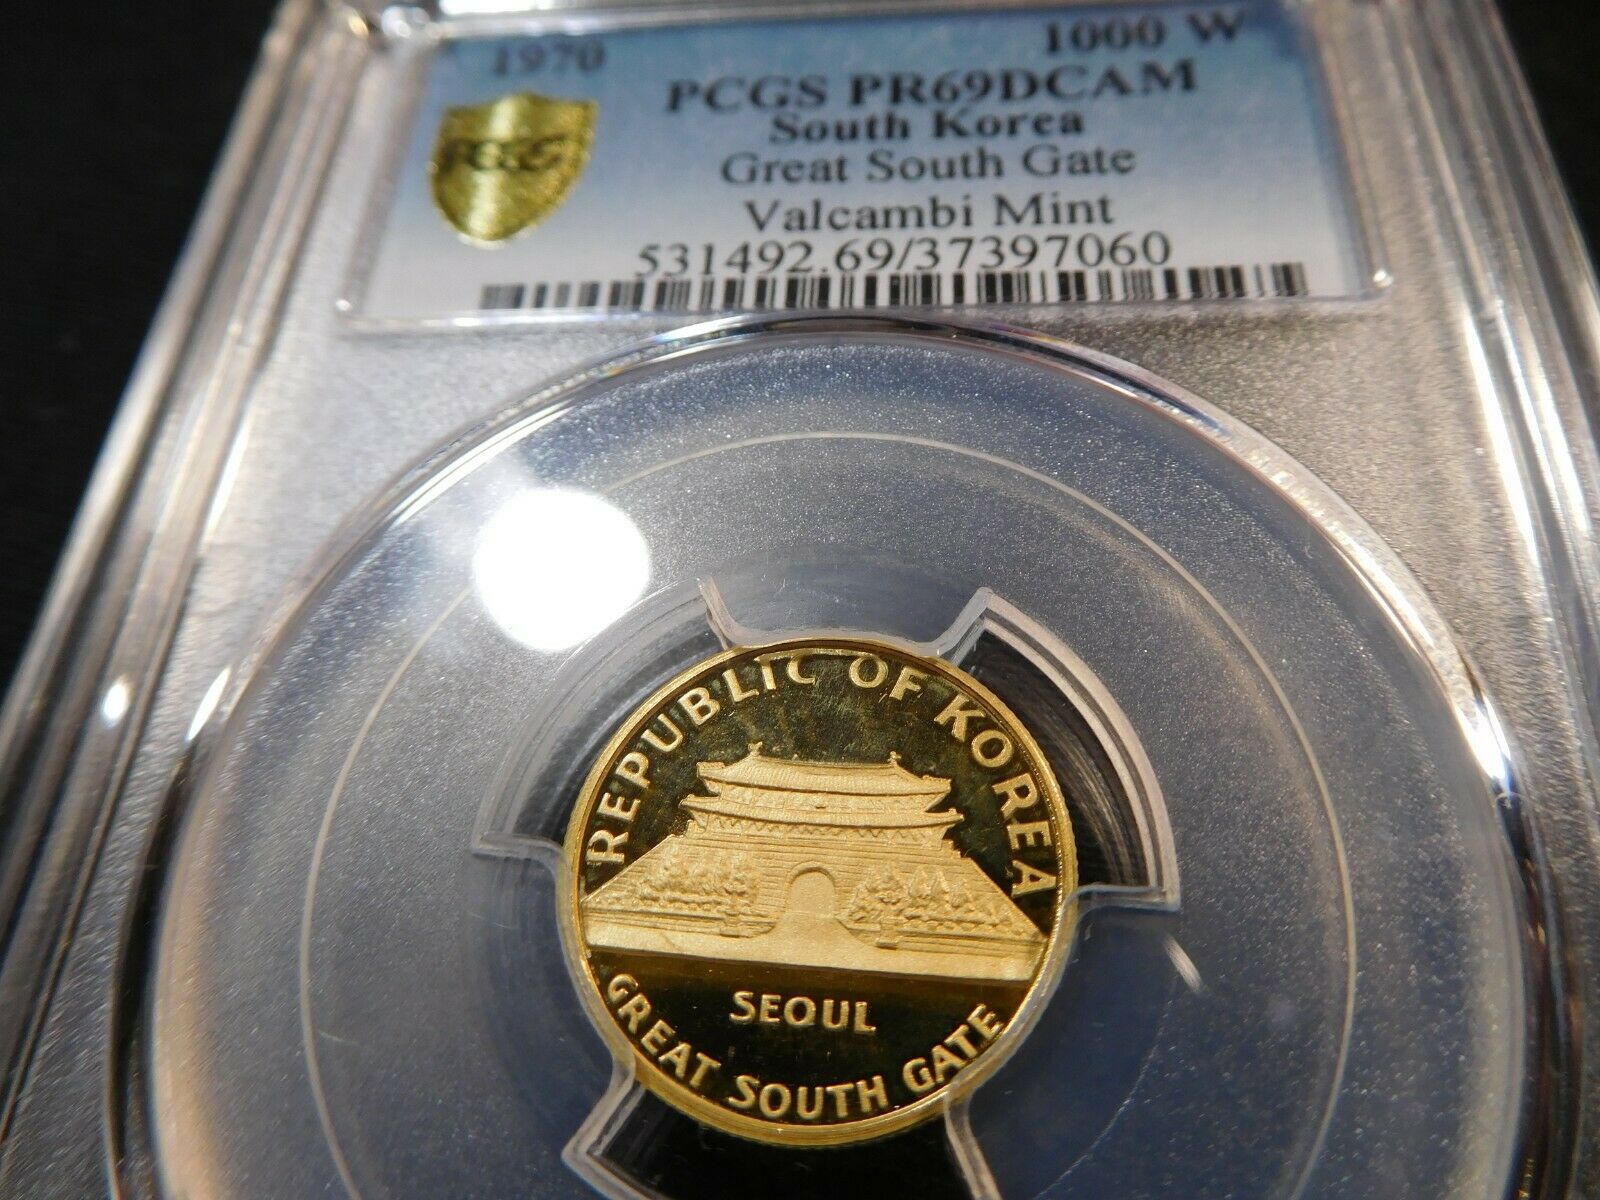 1970 1000 W
PCGS PR69DCAM
South Korea
Great South Gate
Valcambi Mint
531492.69/37397060
PCGS
REPUBLIC OF KOREA
SEOUL
GREAT SOUTH GATE